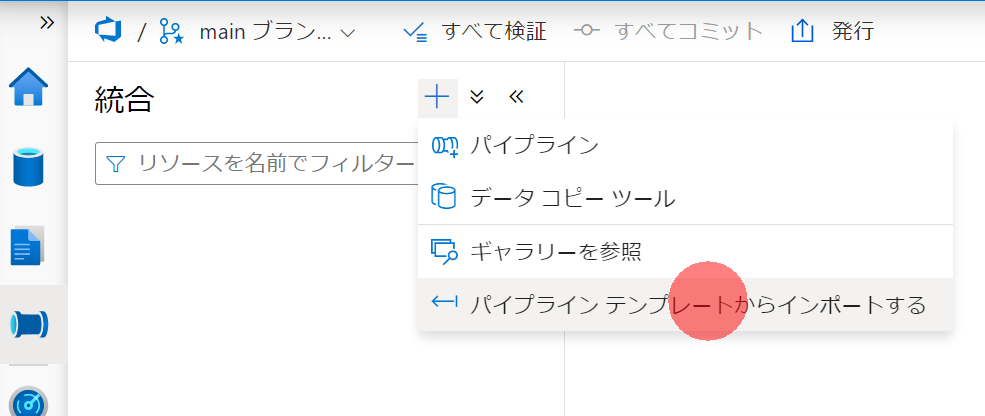 / main ブラン... すべて検証 すべてコミット 発行
統合
リソースを名前でフィルター
パイプライン
データ コピー ツール
ギャラリーを参照
パイプライン テンプレートからインポートする